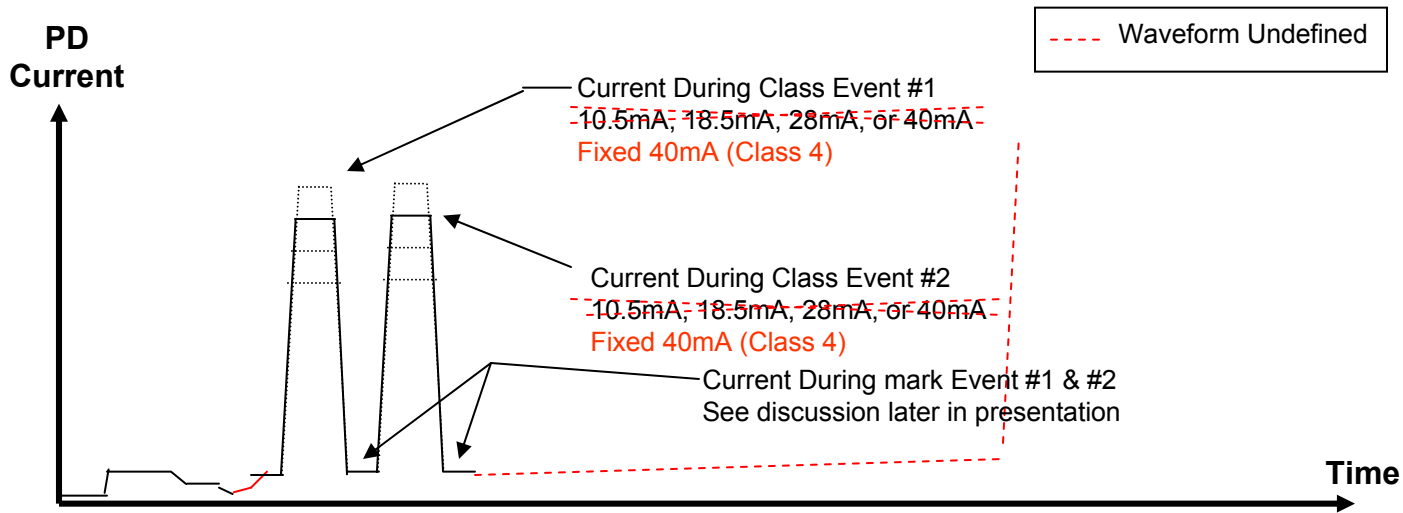 PD
Current
Waveform Undefined
Current During Class Event #1
10.5mA, 18.5mA, 28mA, or 40mA
Fixed 40mA (Class 4)
Current During Class Event #2
10.5mA, 18.5mA, 28mA, or 40mA
Fixed 40mA (Class 4)
Current During mark Event #1 & #2
See discussion later in presentation
Time